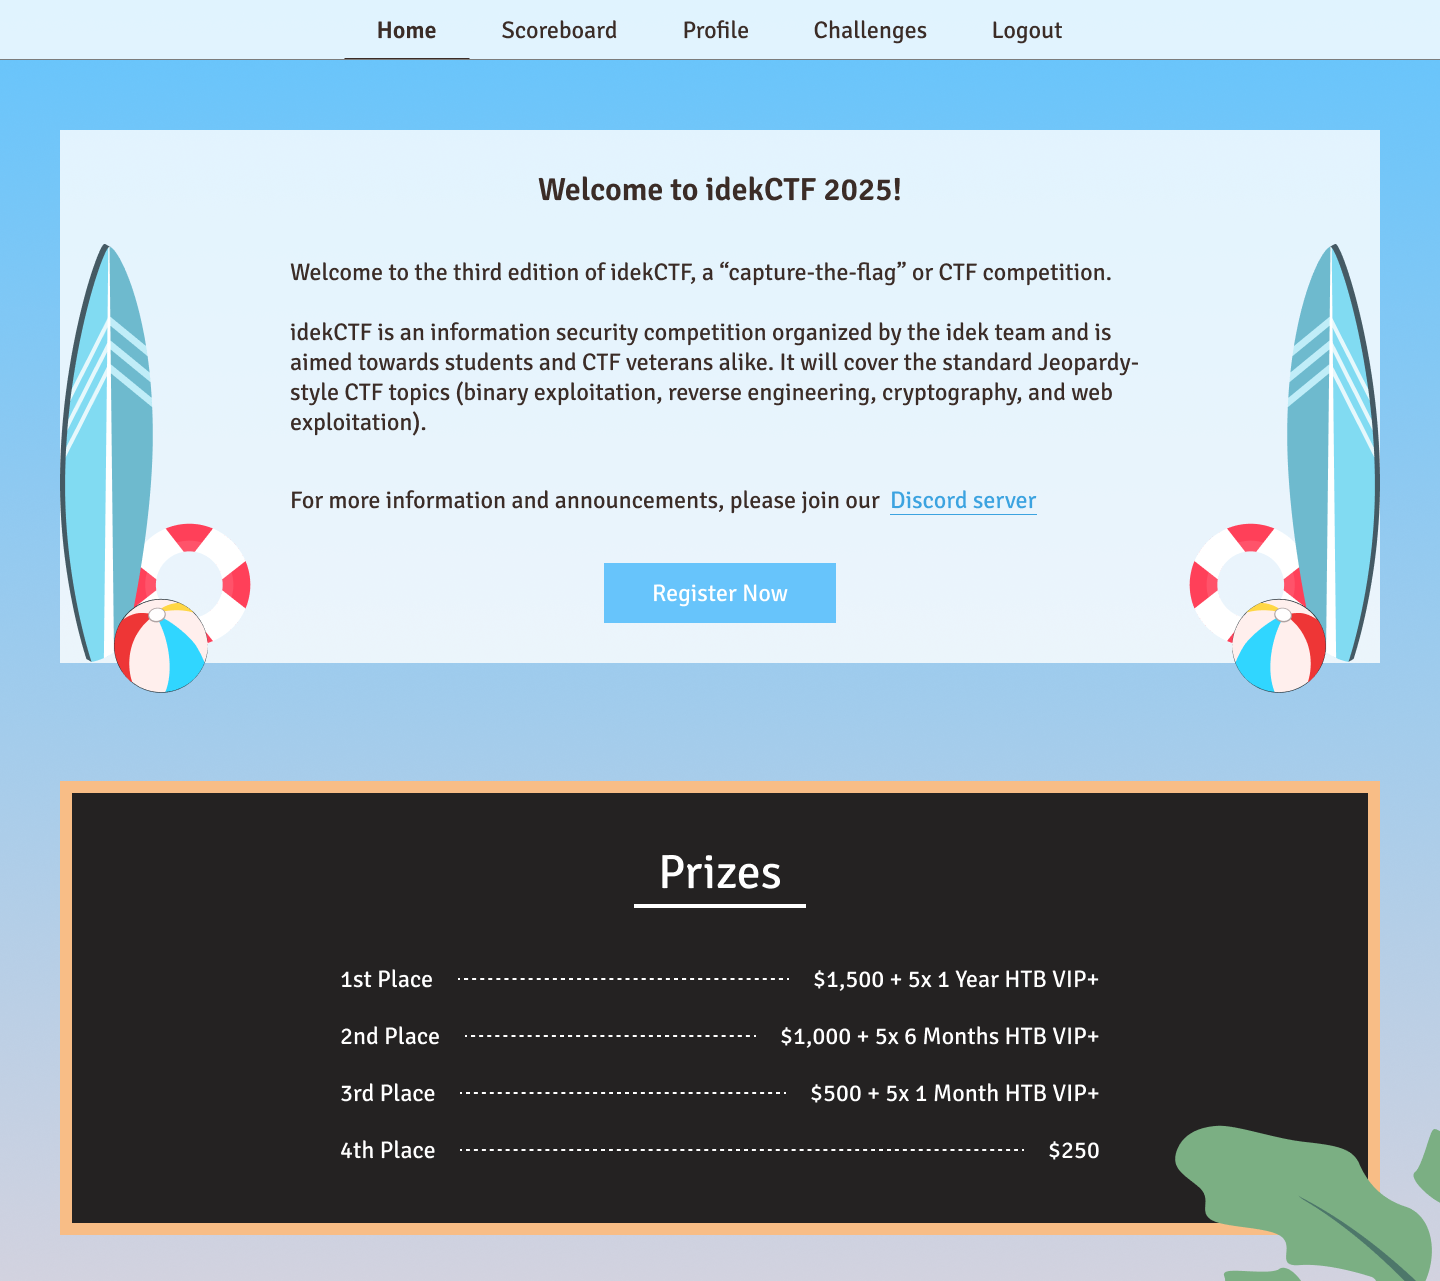 Home Scoreboard Profile Challenges Logout
Welcome to idekCTF 2025!
Welcome to the third edition of idekCTF, a “capture-the-flag” or CTF competition.
idekCTF is an information security competition organized by the idek team and is
aimed towards students and CTF veterans alike. It will cover the standard Jeopardy-
style CTF topics (binary exploitation, reverse engineering, cryptography, and web
exploitation).
For more information and announcements, please join our Discord server
Register Now
Prizes
1st Place $1,500 + 5x 1 Year HTB VIP+
2nd Place $1,000 + 5x 6 Months HTB VIP+
3rd Place $500 + 5x 1 Month HTB VIP+
4th Place $250